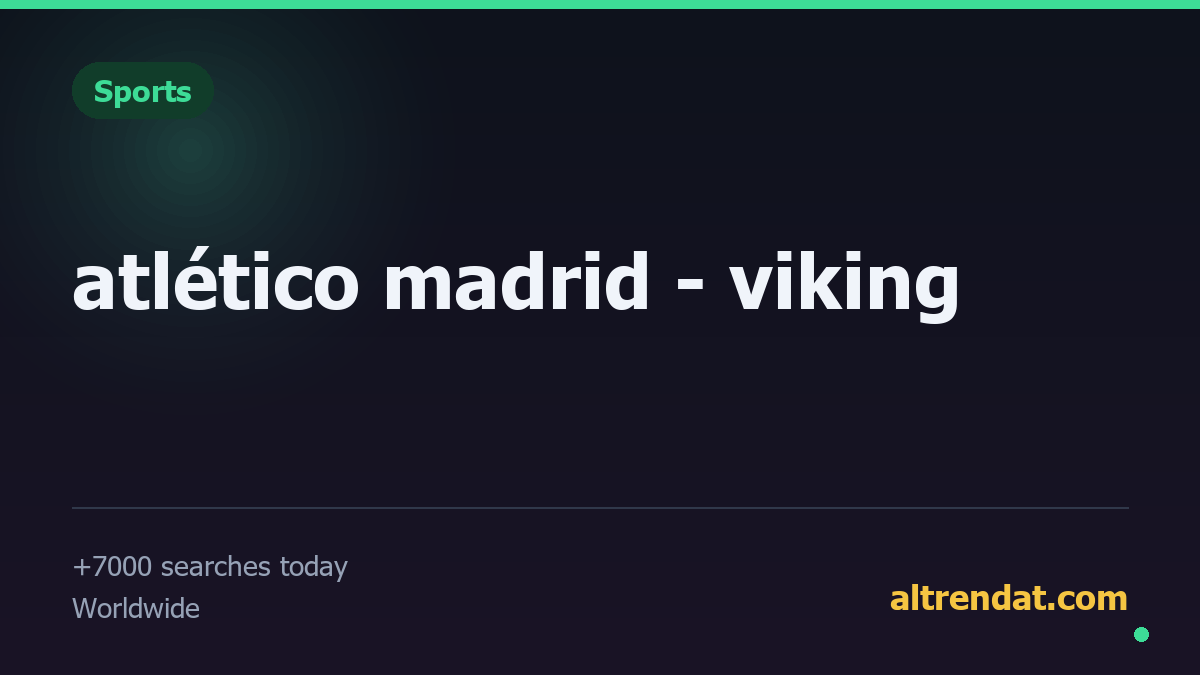 Sports
atlético madrid - viking
+7000 searches today
Worldwide
altrendat.com